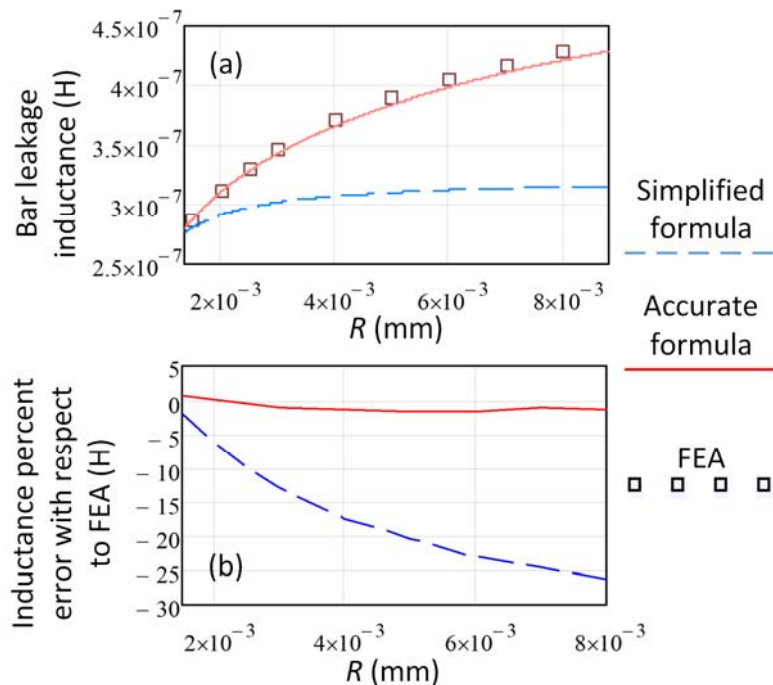 4.5×10⁻⁷
4×10⁻⁷
3.5×10⁻⁷
3×10⁻⁷
2.5×10⁻⁷
Bar leakage
inductance (H)
(a)
2×10⁻³ 4×10⁻³ 6×10⁻³ 8×10⁻³
R (mm)
Simplified
formula
Accurate
formula
FEA
5
0
− 5
− 10
− 15
− 20
− 25
− 30
Inductance percent
error with respect
to FEA (H)
(b)
2×10⁻³ 4×10⁻³ 6×10⁻³ 8×10⁻³
R (mm)